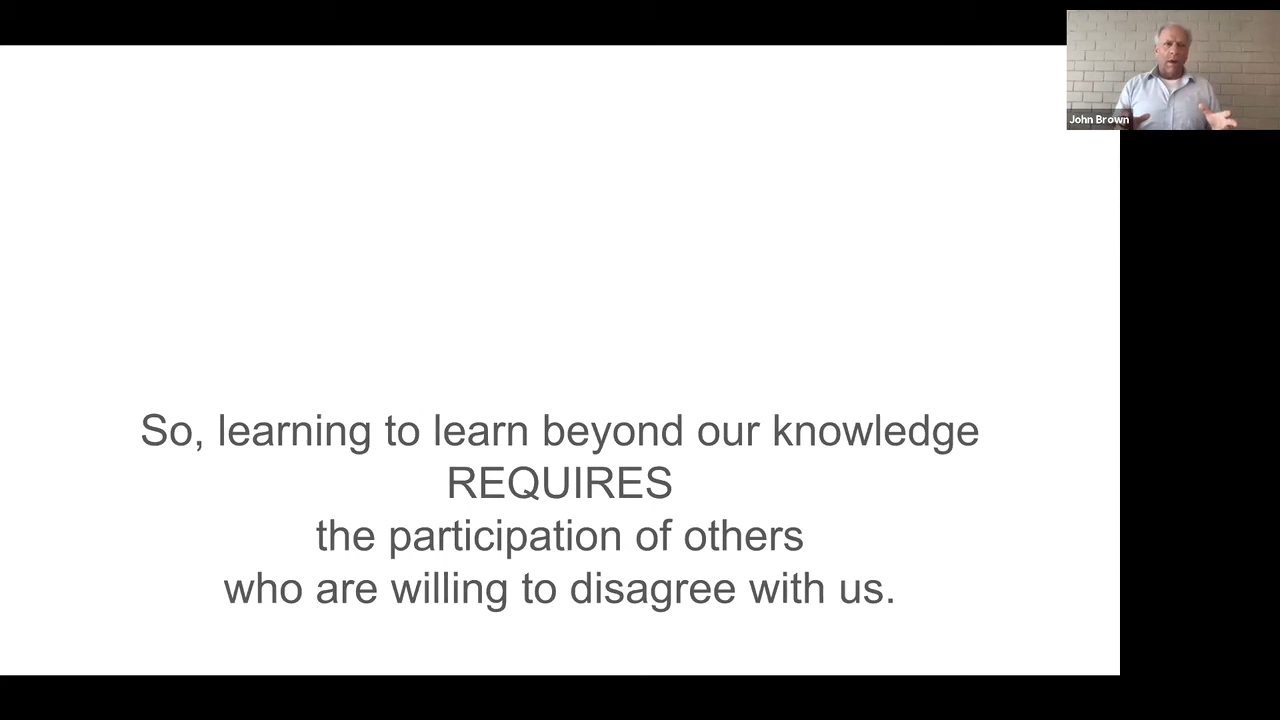 John Brown
So, learning to learn beyond our knowledge
REQUIRES
the participation of others
who are willing to disagree with us.